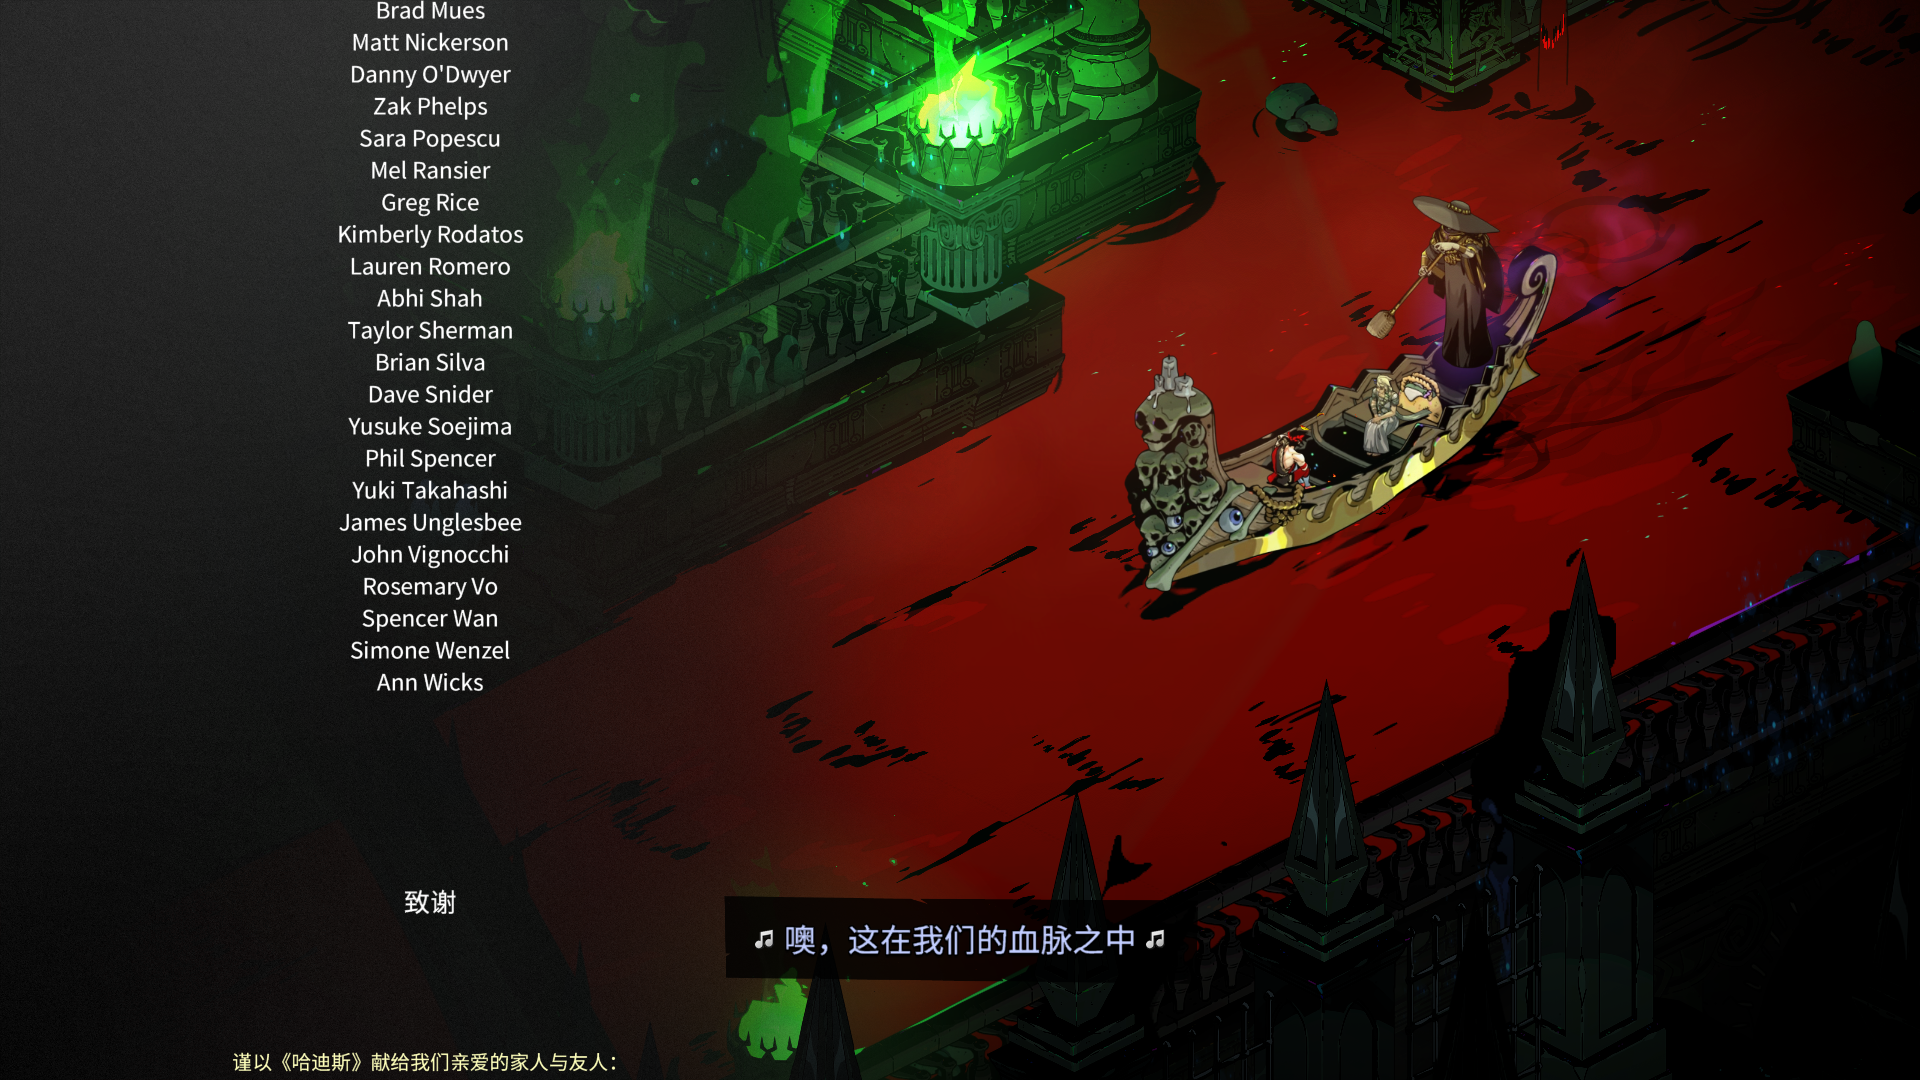 Brad Mues
Matt Nickerson
Danny O'Dwyer
Zak Phelps
Sara Popescu
Mel Ransier
Greg Rice
Kimberly Rodatos
Lauren Romero
Abhi Shah
Taylor Sherman
Brian Silva
Dave Snider
Yusuke Soejima
Phil Spencer
Yuki Takahashi
James Unglesbee
John Vignocchi
Rosemary Vo
Spencer Wan
Simone Wenzel
Ann Wicks
致谢
♫ 噢，这在我们的血脉之中 ♫
谨以《哈迪斯》献给我们亲爱的家人与友人：